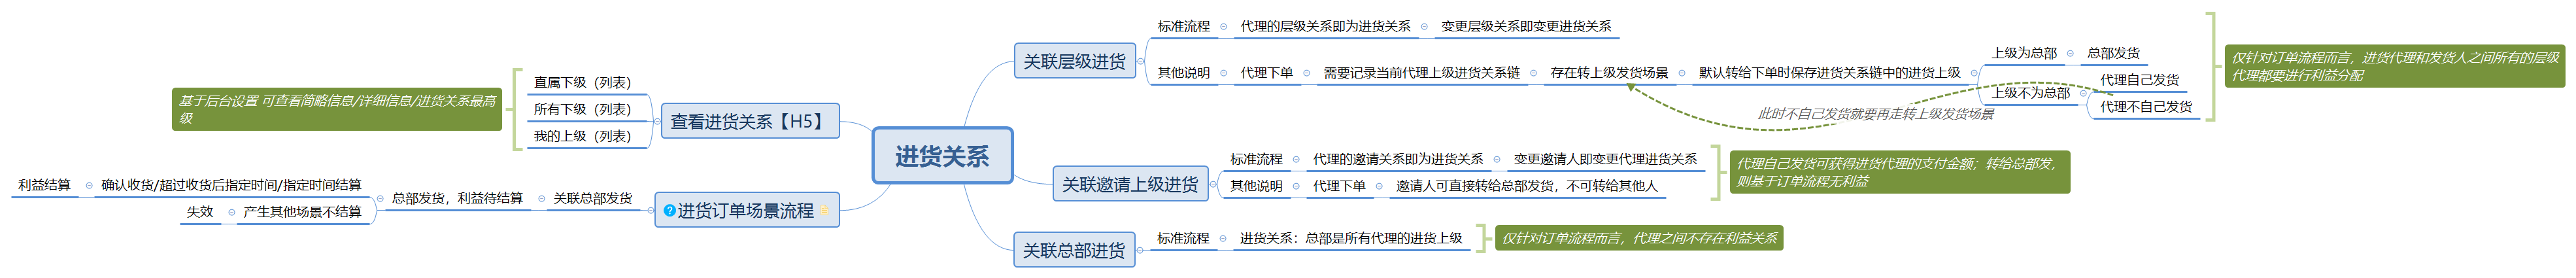 进货关系
关联层级进货
标准流程
代理的层级关系即为进货关系
变更层级关系即变更进货关系
其他说明
代理下单
需要记录当前代理上级进货关系链
存在转上级发货场景
默认转给下单时保存进货关系链中的进货上级
上级为总部
总部发货
上级不为总部
代理自己发货
代理不自己发货
此时不自己发货就要再走转上级发货场景
仅针对订单流程而言，进货代理和发货人之间所有的层级
代理都要进行利益分配
关联邀请上级进货
标准流程
代理的邀请关系即为进货关系
变更邀请人即变更代理进货关系
其他说明
代理下单
邀请人可直接转给总部发货，不可转给其他人
代理自己发货可获得进货代理的支付金额；转给总部发，
则基于订单流程无利益
关联总部进货
标准流程
进货关系：总部是所有代理的进货上级
仅针对订单流程而言，代理之间不存在利益关系
查看进货关系【H5】
直属下级（列表）
所有下级（列表）
我的上级（列表）
基于后台设置 可查看简略信息/详细信息/进货关系最高
级
进货订单场景流程
关联总部发货
总部发货，利益待结算
确认收货/超过收货后指定时间/指定时间结算
利益结算
产生其他场景不结算
失效